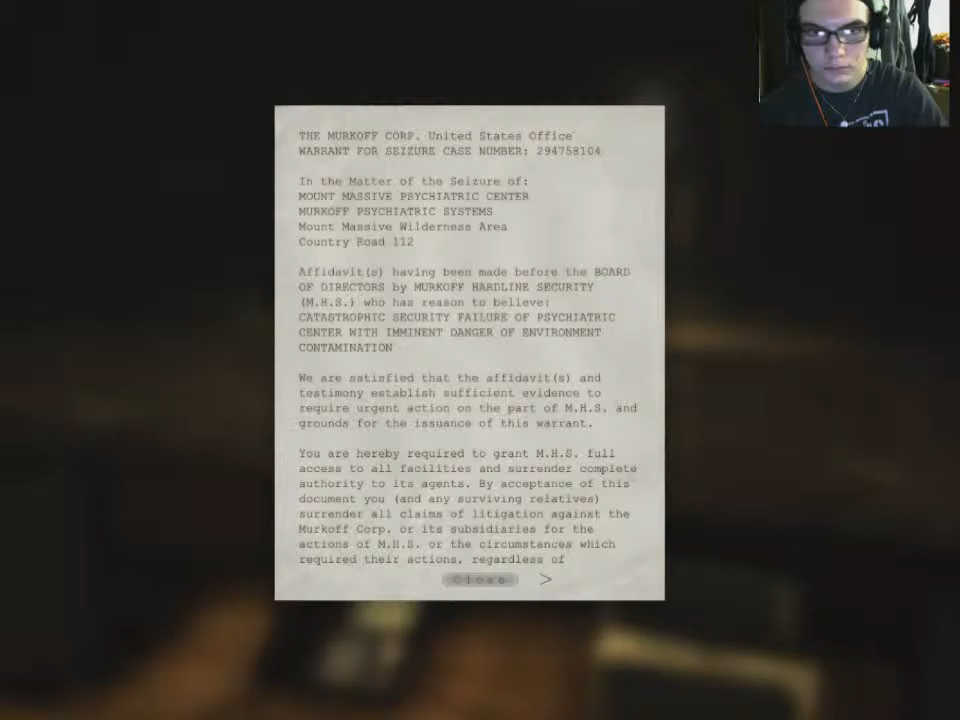 THE MURKOFF CORP. United States Office
WARRANT FOR SEIZURE CASE NUMBER: 294758104
In the Matter of the Seizure of:
MOUNT MASSIVE PSYCHIATRIC CENTER
MURKOFF PSYCHIATRIC SYSTEMS
Mount Massive Wilderness Area
Country Road 112
Affidavit(s) having been made before the BOARD
OF DIRECTORS by MURKOFF HARDLINE SECURITY
(M.H.S.) who has reason to believe:
CATASTROPHIC SECURITY FAILURE OF PSYCHIATRIC
CENTER WITH IMMINENT DANGER OF ENVIRONMENT
CONTAMINATION
We are satisfied that the affidavit(s) and
testimony establish sufficient evidence to
require urgent action on the part of M.H.S. and
grounds for the issuance of this warrant.
You are hereby required to grant M.H.S. full
access to all facilities and surrender complete
authority to its agents. By acceptance of this
document you (and any surviving relatives)
surrender all claims of litigation against the
Murkoff Corp. or its subsidiaries for the
actions of M.H.S. or the circumstances which
required their actions, regardless of
Close >